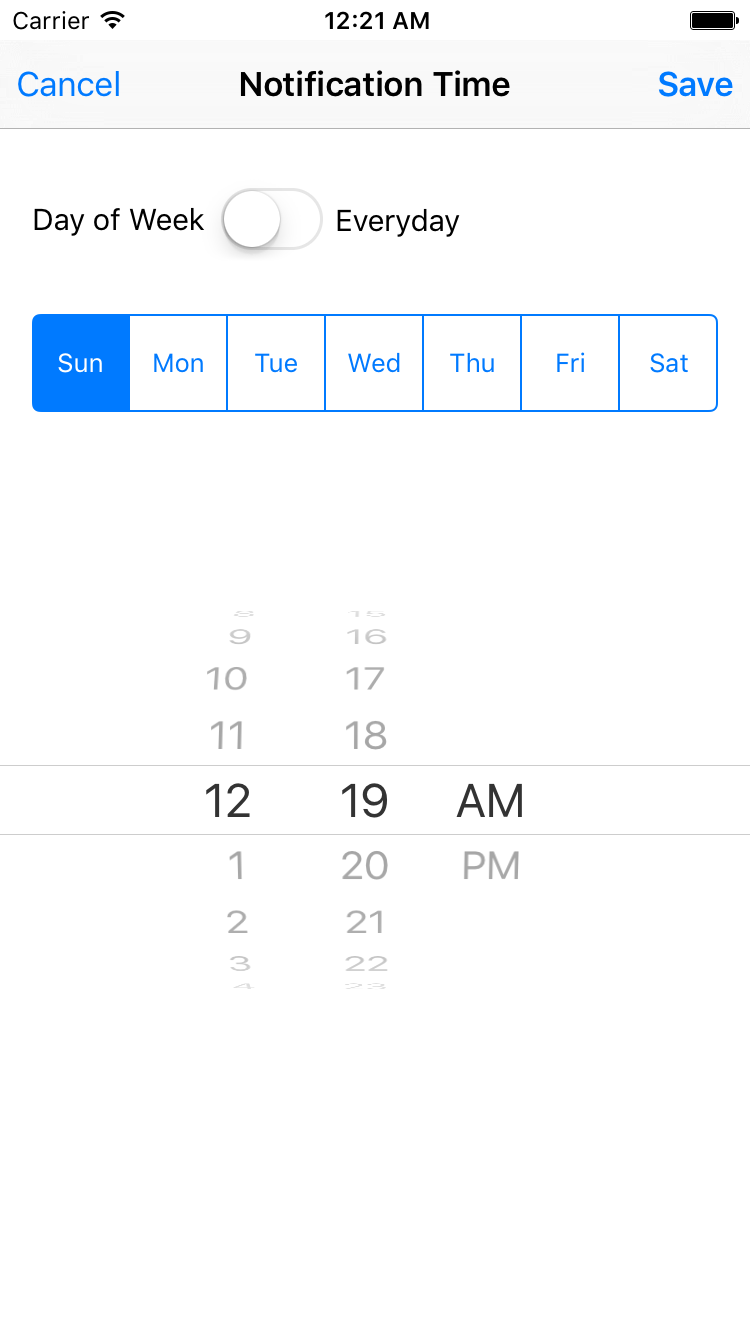 Carrier 12:21 AM
Cancel Notification Time Save
Day of Week Everyday
Sun Mon Tue Wed Thu Fri Sat
8 15
9 16
10 17
11 18
12 19 AM
1 20 PM
2 21
3 22
4 23